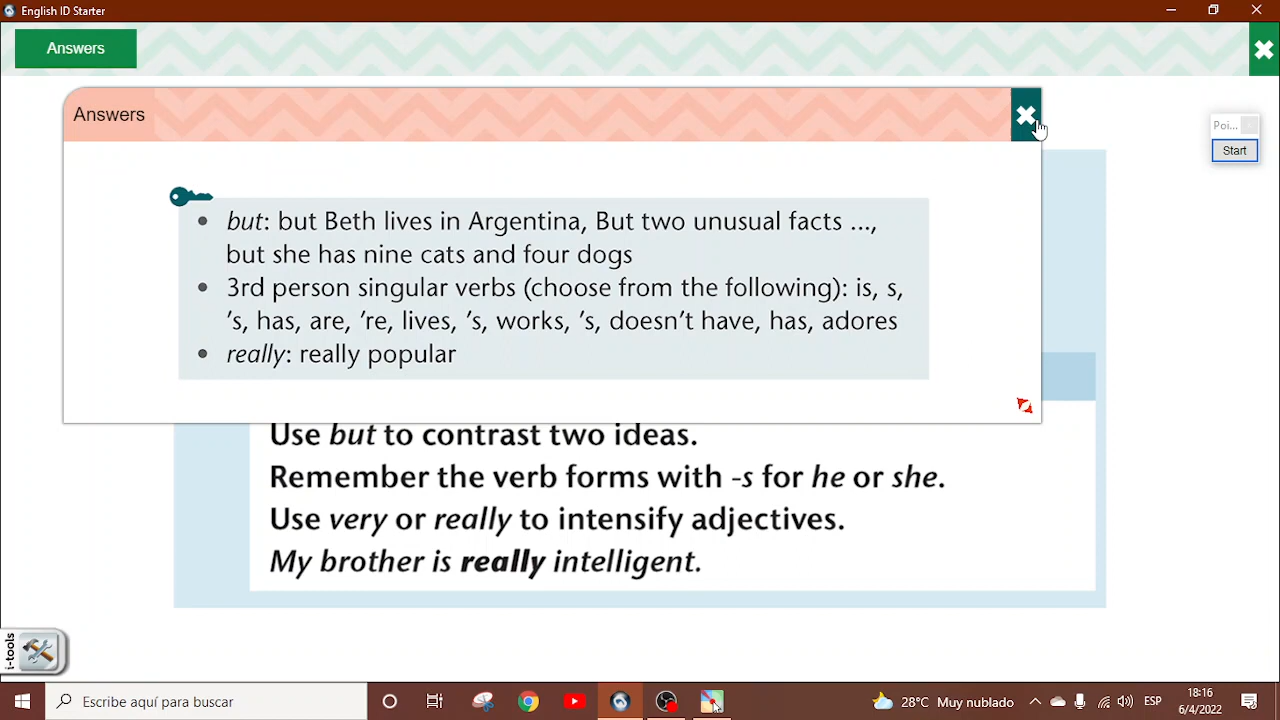 English ID Starter
Answers
Answers
Poi...
Start
• but: but Beth lives in Argentina, But two unusual facts ...,
but she has nine cats and four dogs
• 3rd person singular verbs (choose from the following): is, s,
’s, has, are, ’re, lives, ’s, works, ’s, doesn’t have, has, adores
• really: really popular
Use but to contrast two ideas.
Remember the verb forms with -s for he or she.
Use very or really to intensify adjectives.
My brother is really intelligent.
i-tools
Escribe aquí para buscar
28°C Muy nublado
ESP
18:16
6/4/2022